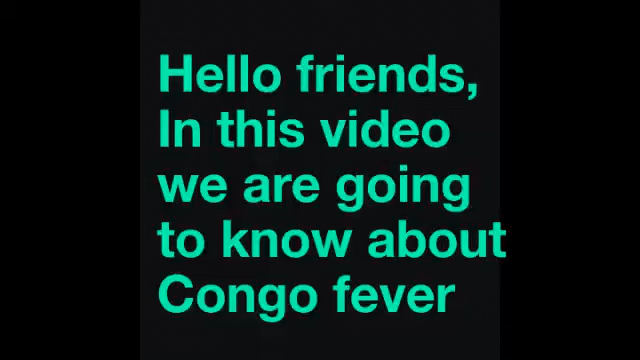 Hello friends,
In this video
we are going
to know about
Congo fever